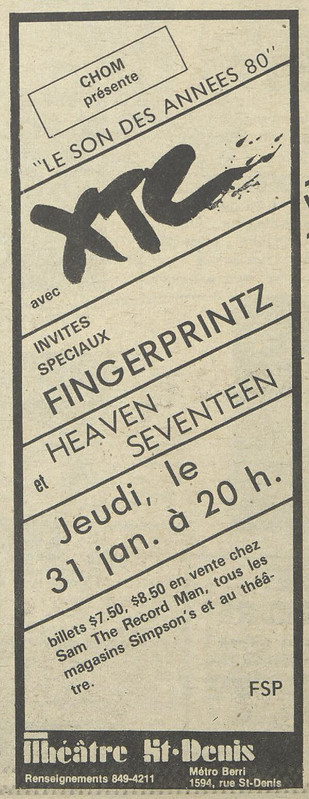 CHOM
présente
"LE SON DES ANNEES 80"
XTC
avec
INVITES
SPECIAUX
FINGERPRINTZ
HEAVEN
et SEVENTEEN
Jeudi, le
31 jan. à 20 h.
billets $7.50, $8.50 en vente chez
Sam The Record Man, tous les
magasins Simpson's et au théâ-
tre.
FSP
Théâtre St-Denis
Renseignements 849-4211
Métro Berri
1594, rue St-Denis